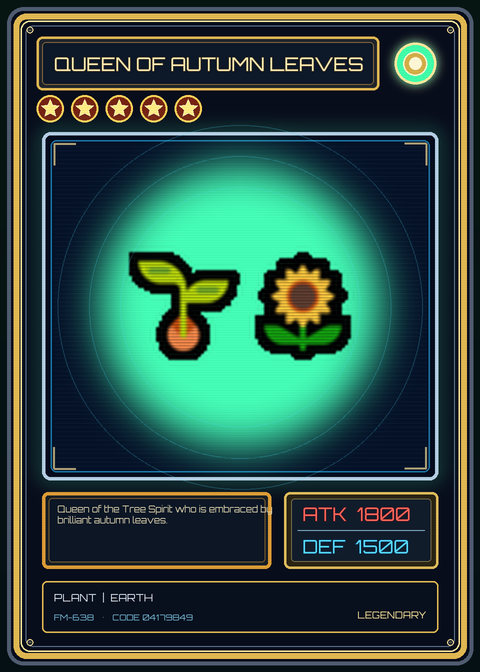 QUEEN OF AUTUMN LEAVES
Queen of the Tree Spirit who is embraced by
brilliant autumn leaves.
ATK 1800
DEF 1500
PLANT | EARTH
FM-638 · CODE 04179849
LEGENDARY